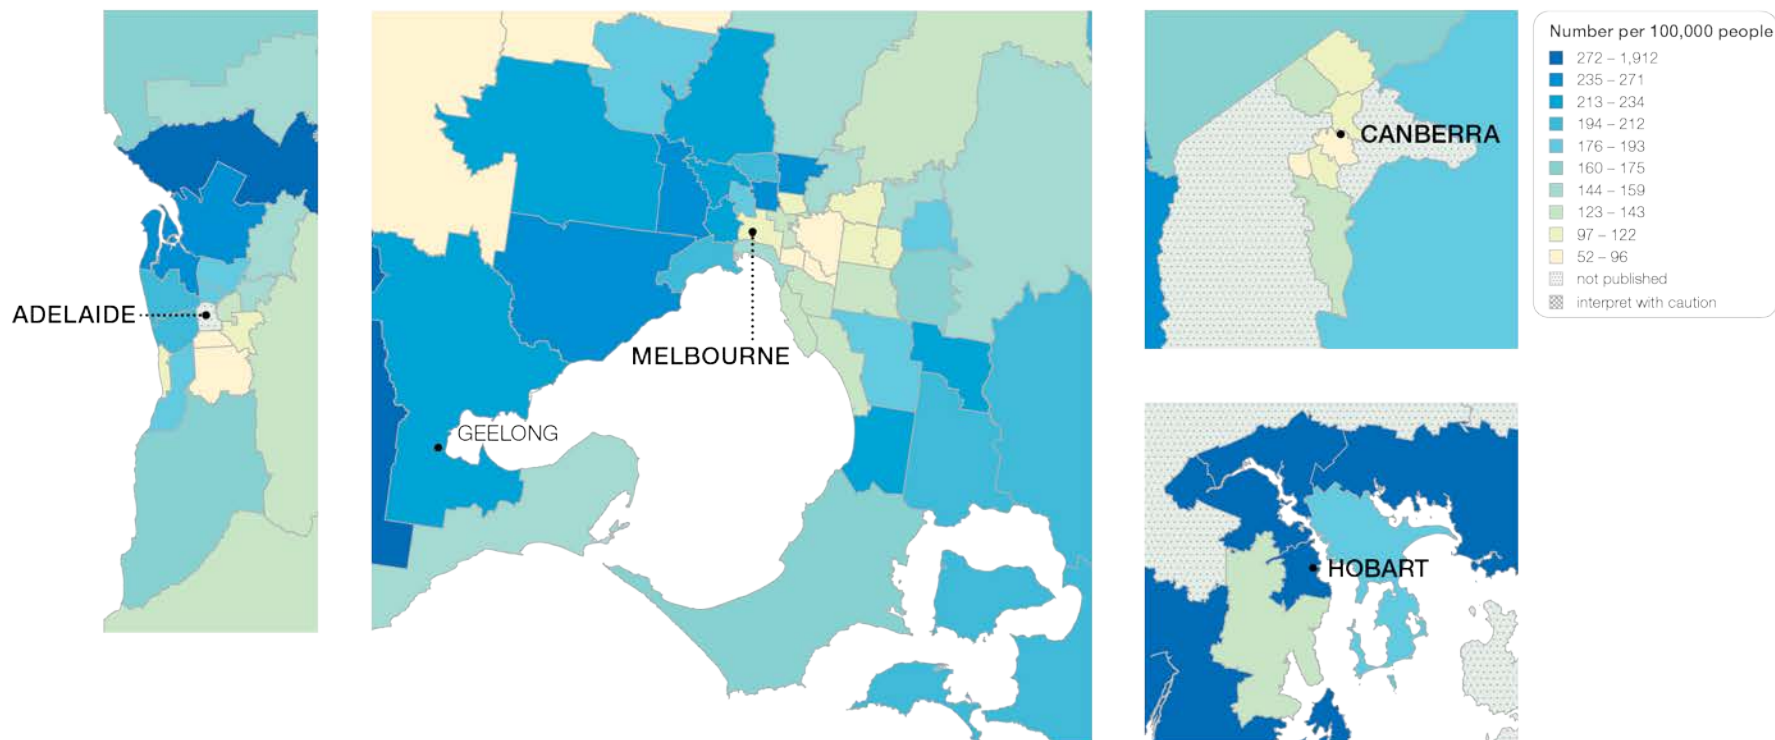 ADELAIDE
MELBOURNE
GEELONG
CANBERRA
HOBART
Number per 100,000 people
272 – 1,912
235 – 271
213 – 234
194 – 212
176 – 193
160 – 175
144 – 159
123 – 143
97 – 122
52 – 96
not published
interpret with caution